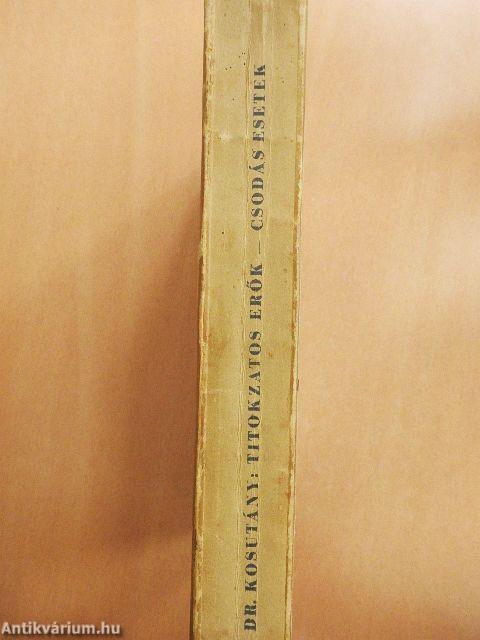 DR. KOSUTÁNY: TITOKZATOS ERŐK — CSODÁS ESETEK
Antikvárium.hu